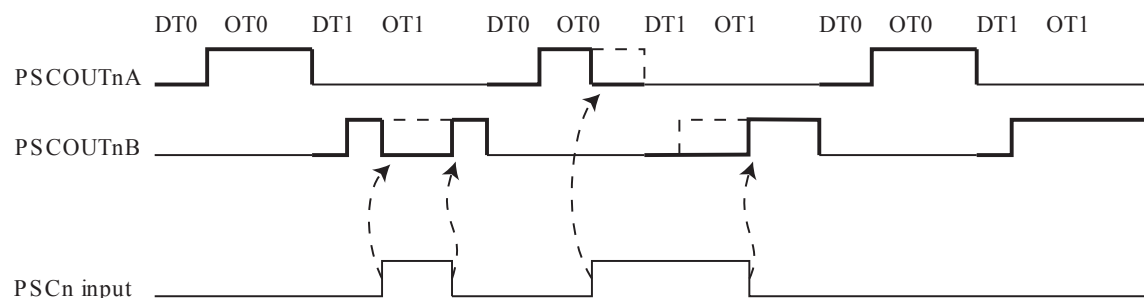 DT0 OT0 DT1 OT1 DT0 OT0 DT1 OT1 DT0 OT0 DT1 OT1
PSCOUTnA
PSCOUTnB
PSCn input